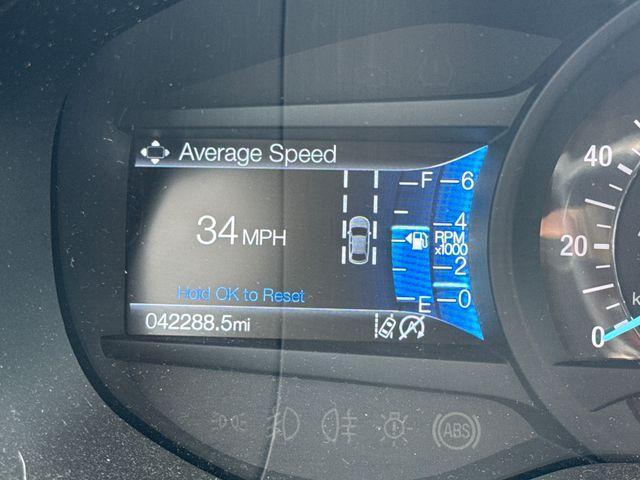 Average Speed
34 MPH
Hold OK to Reset
042288.5mi
F
E
6
4
RPM
x1000
2
0
40
20
0
k
ABS